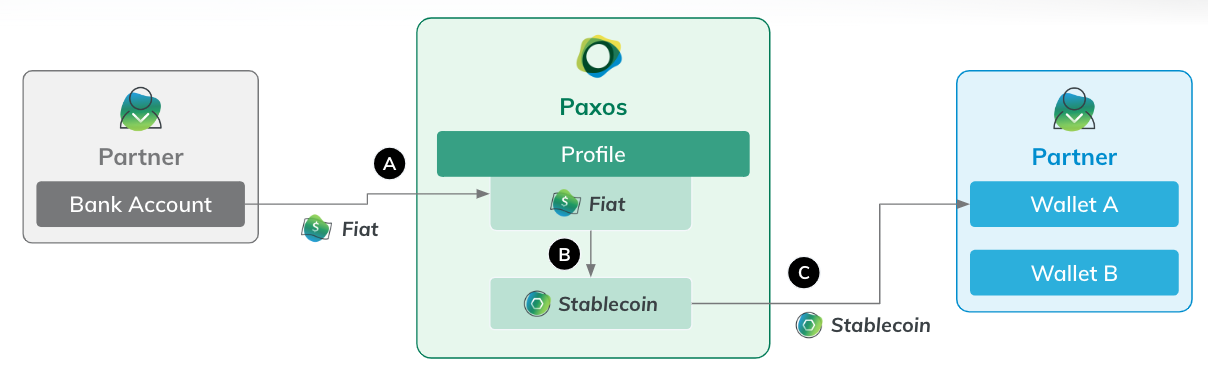 Partner
Bank Account
A
$ Fiat
Paxos
Profile
$ Fiat
B
Stablecoin
C
Stablecoin
Partner
Wallet A
Wallet B